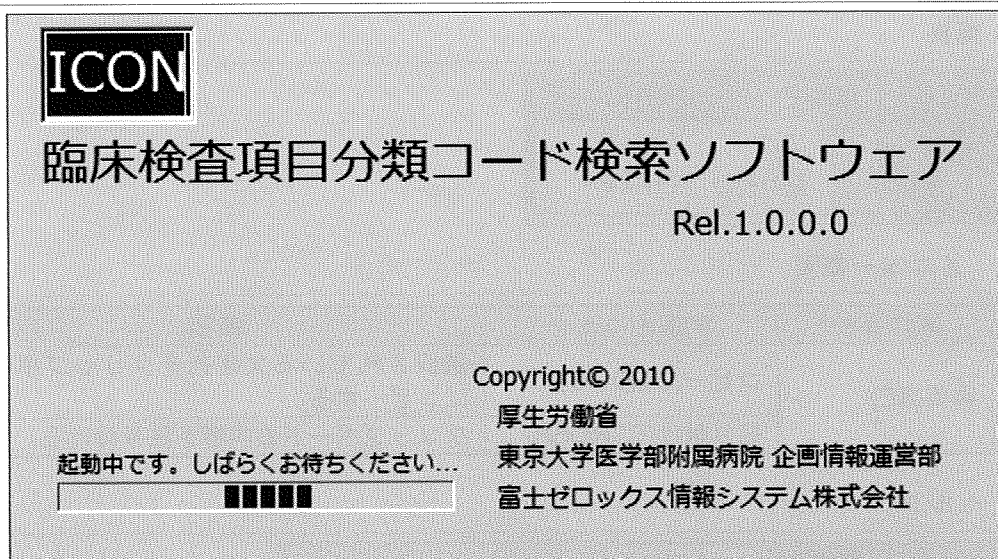 ICON
臨床検査項目分類コード検索ソフトウェア
Rel.1.0.0.0
Copyright© 2010
厚生労働省
東京大学医学部附属病院 企画情報運営部
富士ゼロックス情報システム株式会社
起動中です。しばらくお待ちください...